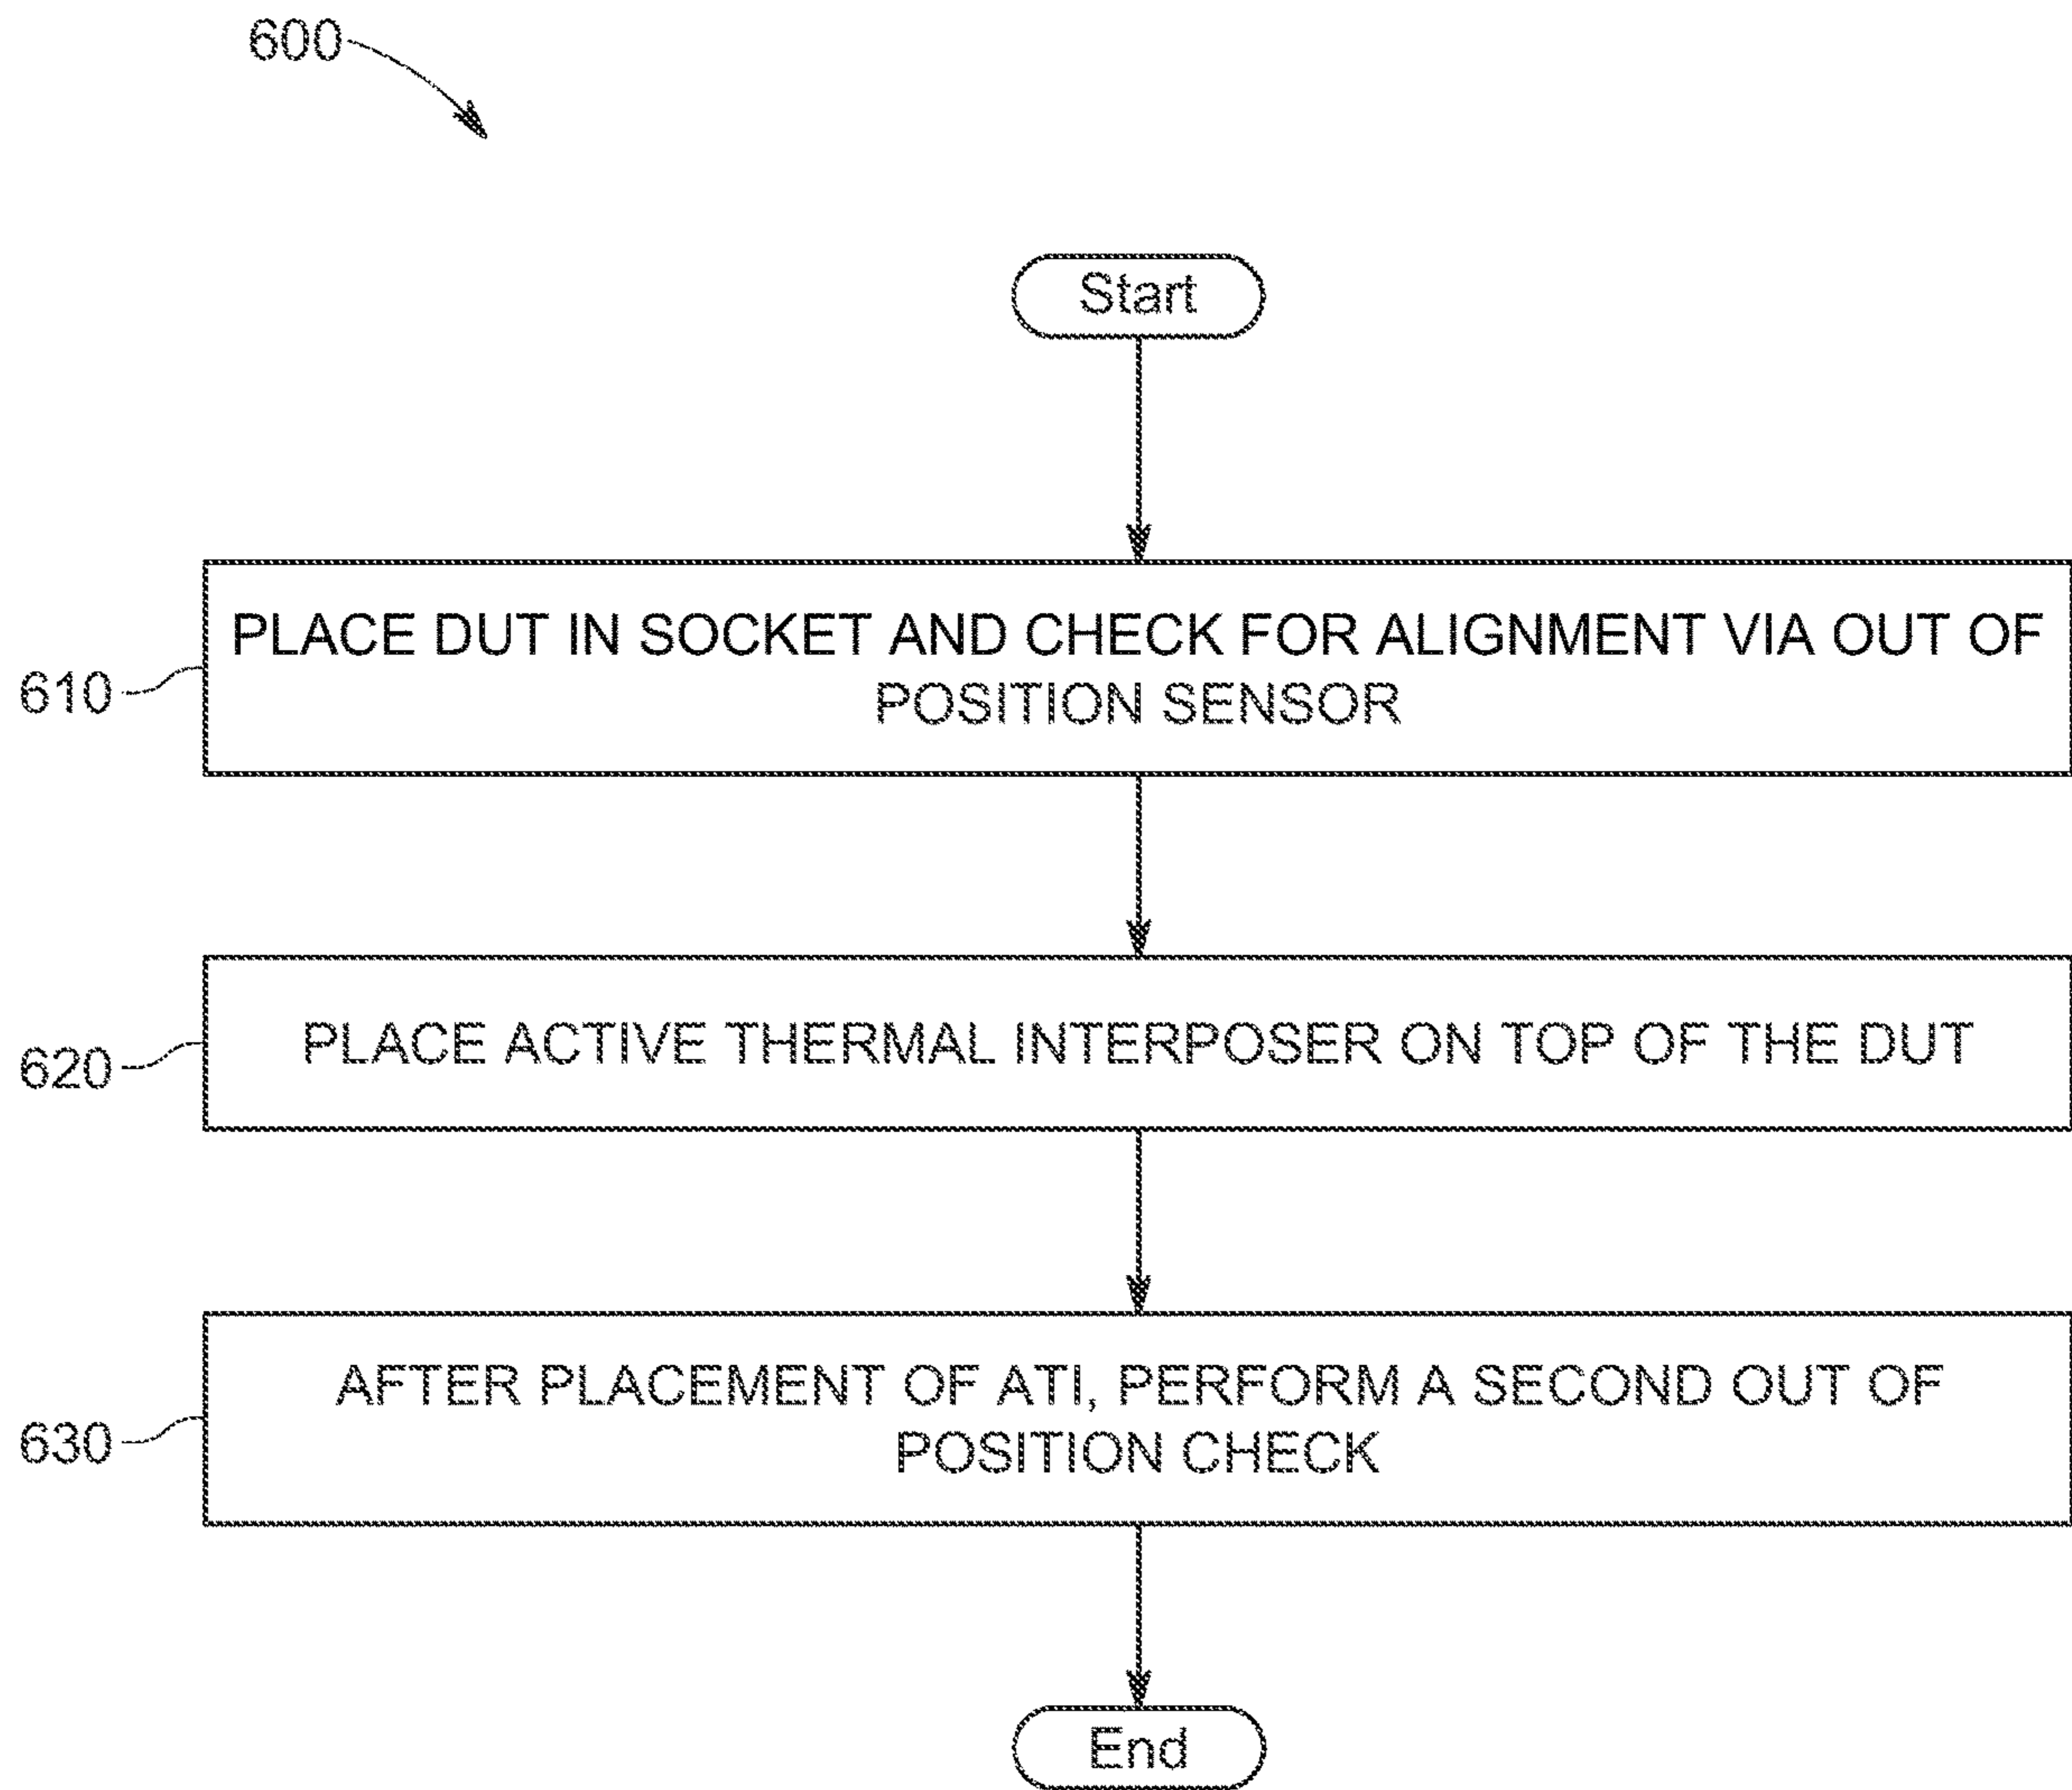 600
Start
610
PLACE DUT IN SOCKET AND CHECK FOR ALIGNMENT VIA OUT OF
POSITION SENSOR
620
PLACE ACTIVE THERMAL INTERPOSER ON TOP OF THE DUT
630
AFTER PLACEMENT OF ATI, PERFORM A SECOND OUT OF
POSITION CHECK
End